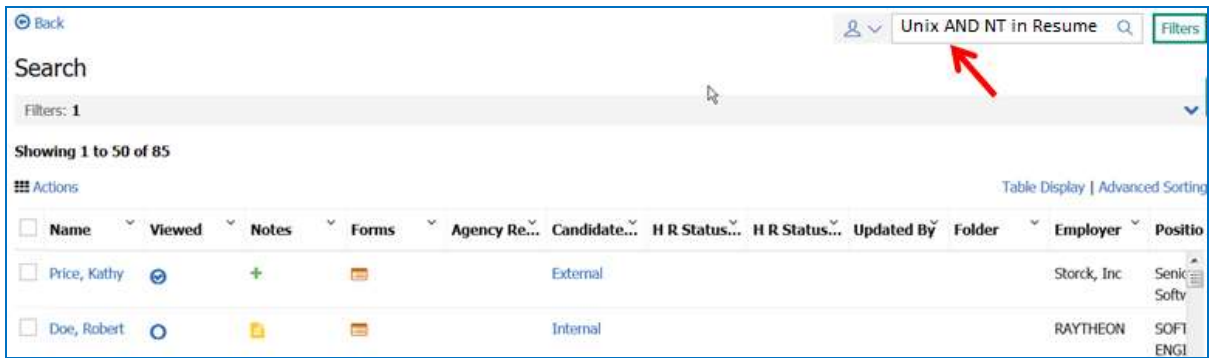 Back
Unix AND NT in Resume
Filters
Search
Filters: 1
Showing 1 to 50 of 85
Actions
Table Display | Advanced Sorting
Name Viewed Notes Forms Agency Re... Candidate... H R Status... H R Status... Updated By Folder Employer Positio
Price, Kathy External Storck, Inc Senio
Softv
Doe, Robert Internal RAYTHEON SOFT
ENGI